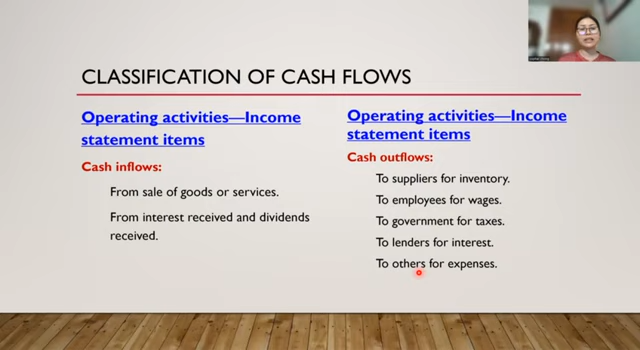 CLASSIFICATION OF CASH FLOWS
Operating activities—Income
statement items
Cash inflows:
From sale of goods or services.
From interest received and dividends
received.
Operating activities—Income
statement items
Cash outflows:
To suppliers for inventory.
To employees for wages.
To government for taxes.
To lenders for interest.
To others for expenses.